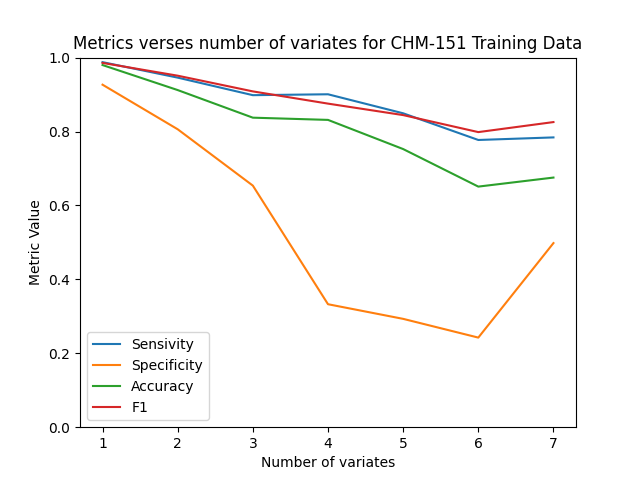 Metrics verses number of variates for CHM-151 Training Data
1.0
0.8
0.6
0.4
0.2
0.0
Metric Value
Sensivity
Specificity
Accuracy
F1
1 2 3 4 5 6 7
Number of variates